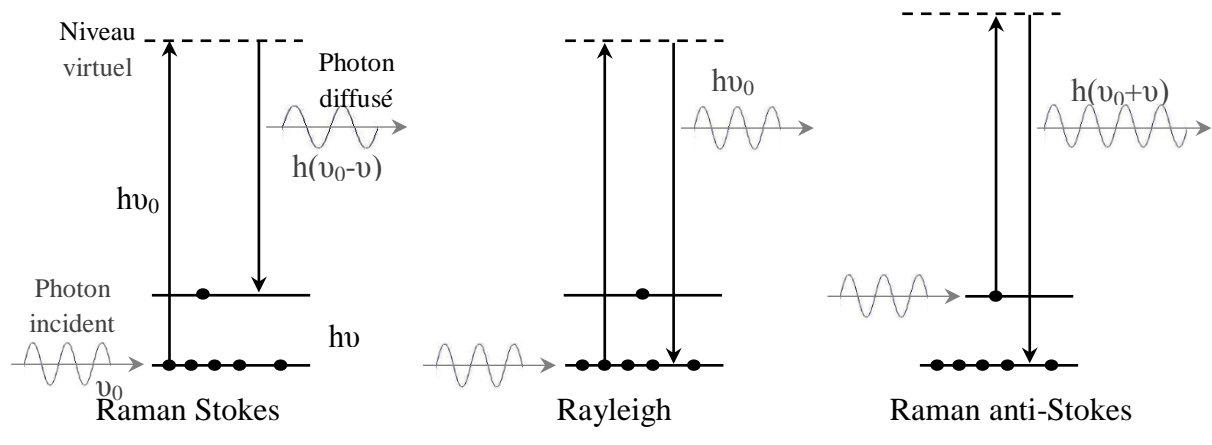 Niveau
virtuel
Photon
diffusé
h(υ₀-υ)
hυ₀
Photon
incident
υ₀
hυ
Raman Stokes
hυ₀
Rayleigh
h(υ₀+υ)
Raman anti-Stokes